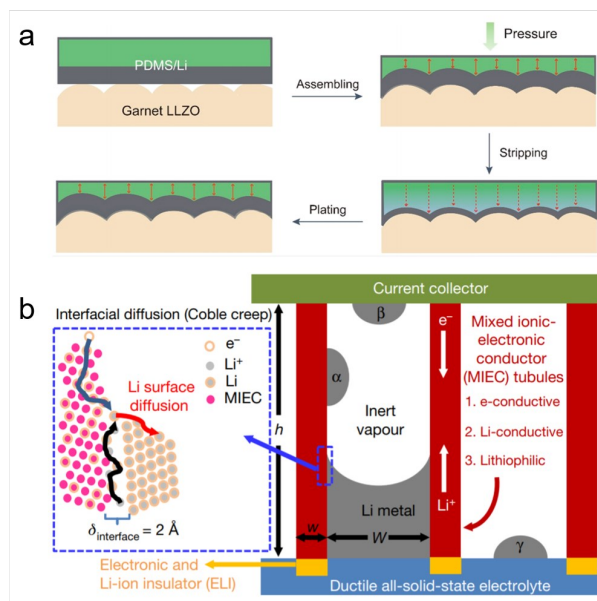 a
PDMS/Li
Garnet LLZO
Assembling
Pressure
Stripping
Plating
b
Current collector
Interfacial diffusion (Coble creep)
e⁻
Li⁺
Li
MIEC
Li surface
diffusion
δinterface = 2 Å
h
β
α
Inert
vapour
Li metal
w
W
e⁻
Li⁺
γ
Mixed ionic-
electronic
conductor
(MIEC) tubules
1. e-conductive
2. Li-conductive
3. Lithiophilic
Electronic and
Li-ion insulator (ELI)
Ductile all-solid-state electrolyte